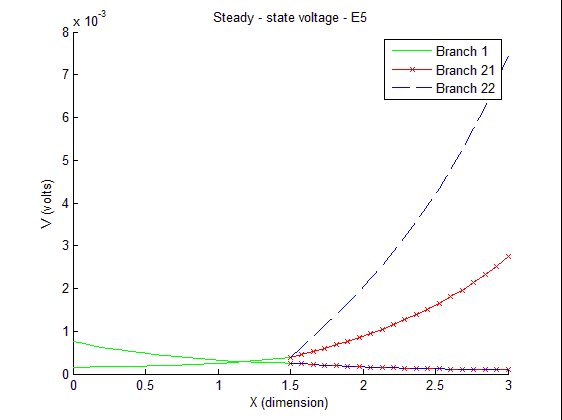 Steady - state voltage - E5
x 10^-3
Branch 1
Branch 21
Branch 22
8
7
6
5
4
3
2
1
0
V (volts)
0 0.5 1 1.5 2 2.5 3
X (dimension)